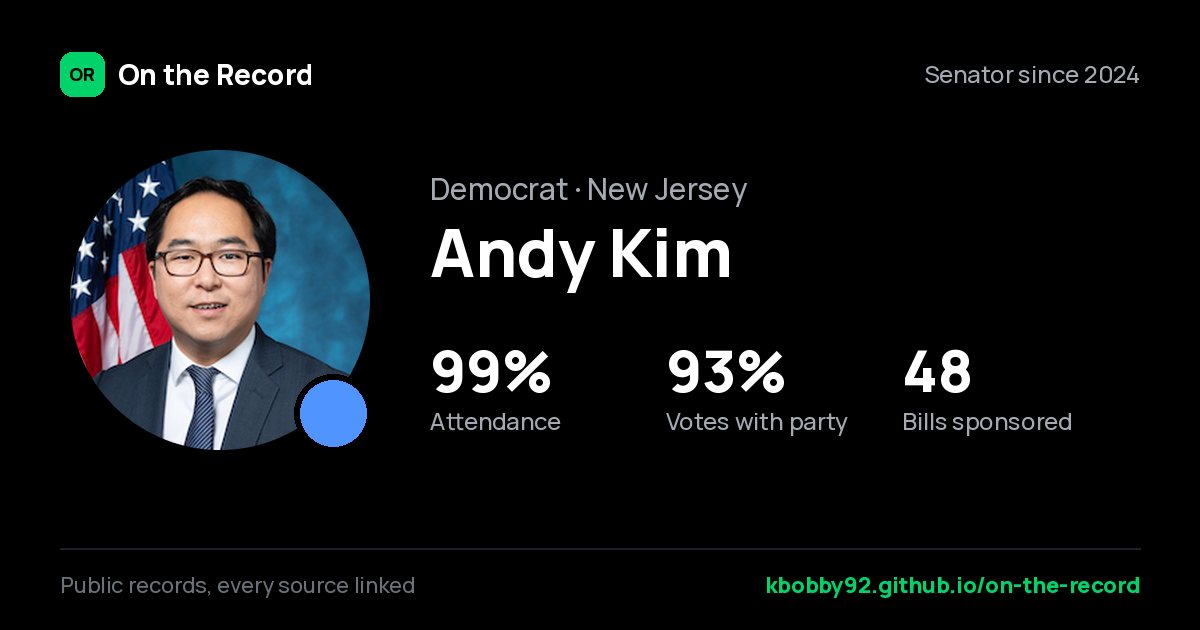 OR On the Record
Senator since 2024
Democrat · New Jersey
Andy Kim
99% 93% 48
Attendance Votes with party Bills sponsored
Public records, every source linked
kbobby92.github.io/on-the-record